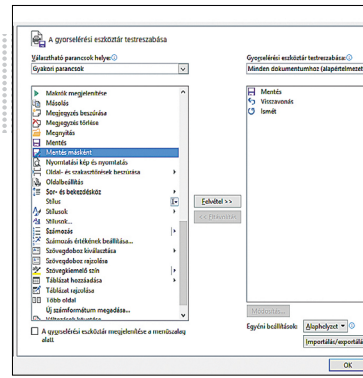 A gyorselérési eszköztár testreszabása
Választható parancsok helye:
Gyakori parancsok
Makrók megjelenítése
Másolás
Megjegyzés beszúrása
Megjegyzés törlése
Megnyitás
Mentés
Mentés másként
Nyomtatási kép és nyomtatás
Oldal- és szakasztörések beszúrása
Oldalbeállítás
Sor- és bekezdésköz
Stílus
Stílusok
Stílusok...
Számozás
Számozás értékének beállítása...
Szövegdoboz kiválasztása
Szövegdoboz rajzolása
Szövegkiemelő szín
Táblázat hozzáadása
Táblázat rajzolása
Több oldal
Új számformátum megadása...
Változások követése
A gyorselérési eszköztár megjelenítése a menüszalag
alatt
Felvétel >>
<< Eltávolítás
Gyorselérési eszköztár testreszabása:
Minden dokumentumhoz (alapértelmezett
Mentés
Visszavonás
Ismét
Módosítás...
Egyéni beállítások:
Alaphelyzet
Importálás/exportálá
OK